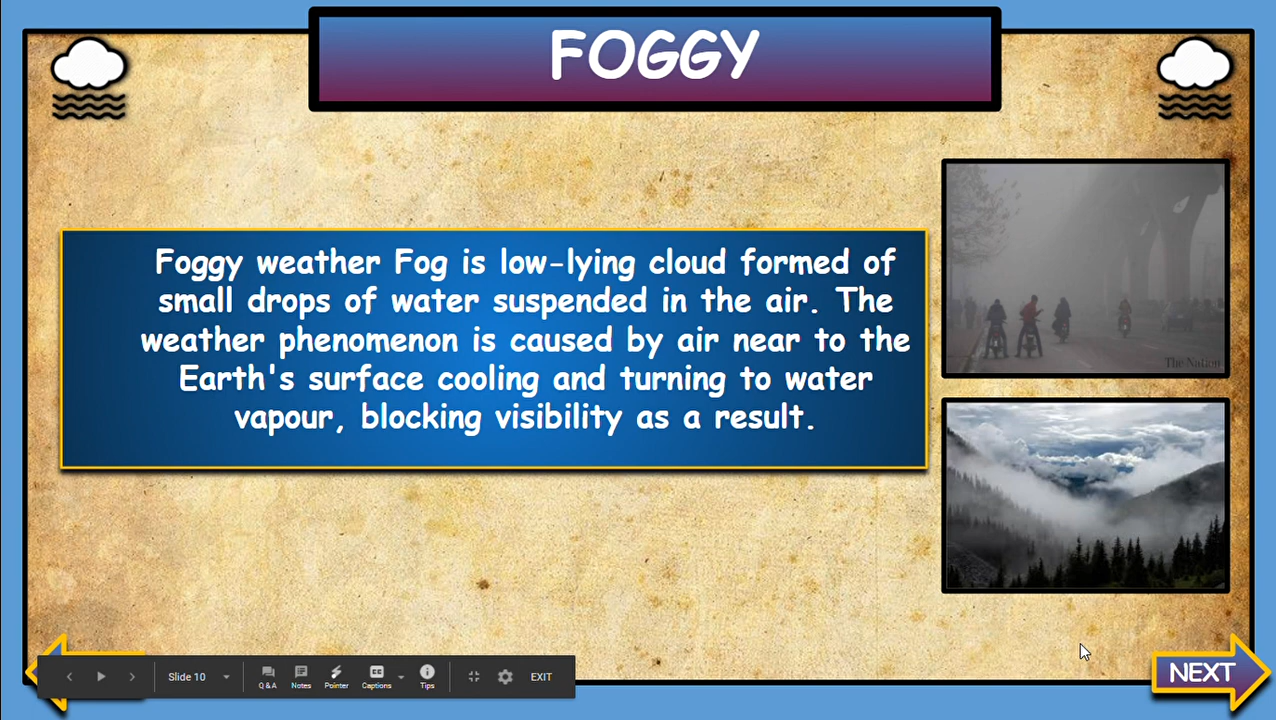 FOGGY
Foggy weather Fog is low-lying cloud formed of
small drops of water suspended in the air. The
weather phenomenon is caused by air near to the
Earth's surface cooling and turning to water
vapour, blocking visibility as a result.
The Nation
NEXT
Slide 10
Q & A
Notes
Pointer
CC
Captions
Tips
EXIT